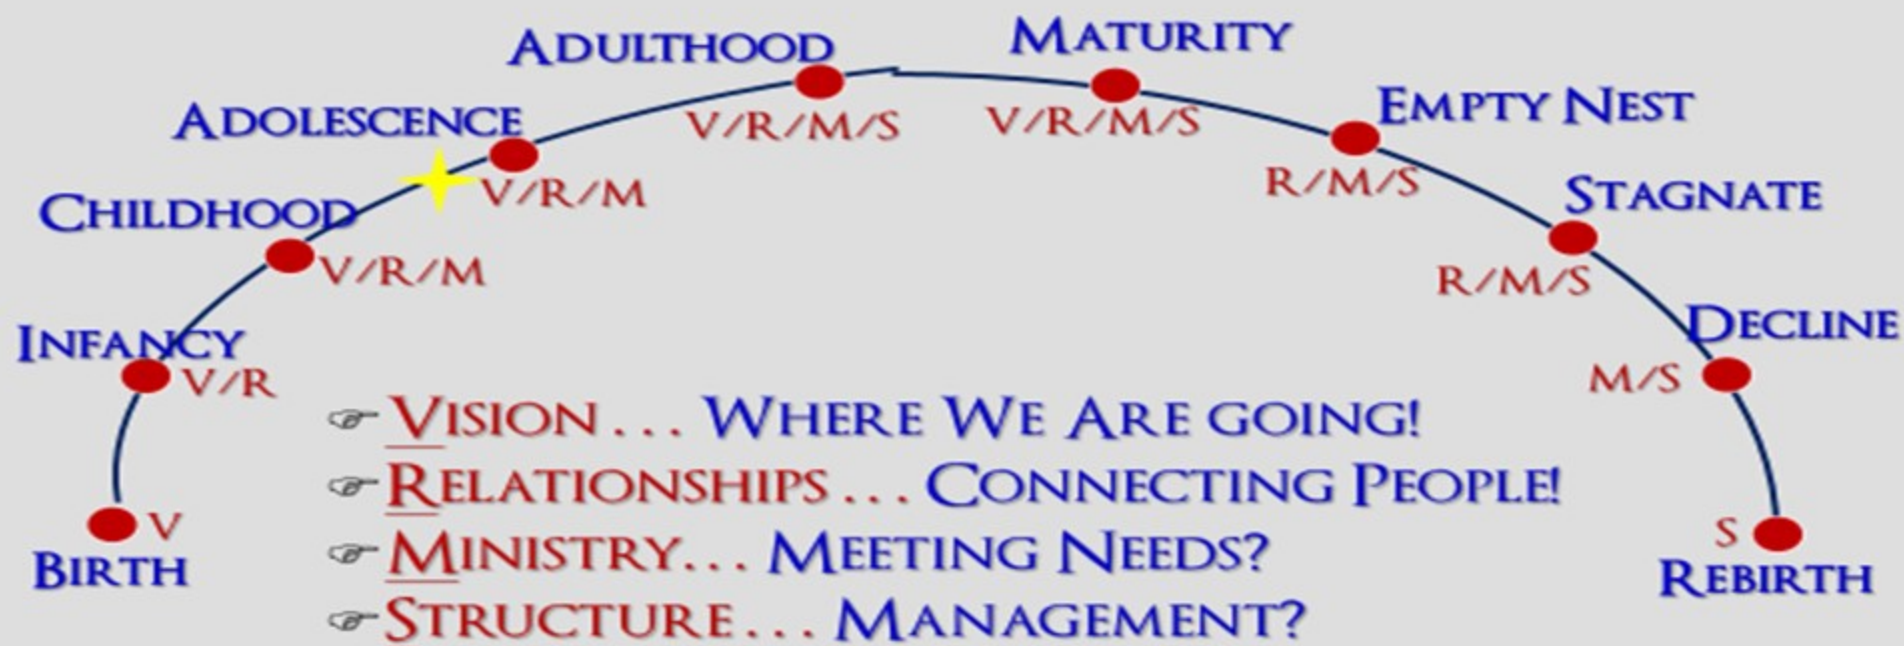 Adulthood
Maturity
V/R/M/S
V/R/M/S
Adolescence
V/R/M
Empty Nest
R/M/S
Childhood
V/R/M
Stagnate
R/M/S
Infancy
V/R
Decline
M/S
Vision... Where We Are going!
Relationships... Connecting People!
Ministry... Meeting Needs?
Structure... Management?
V
Birth
S
Rebirth